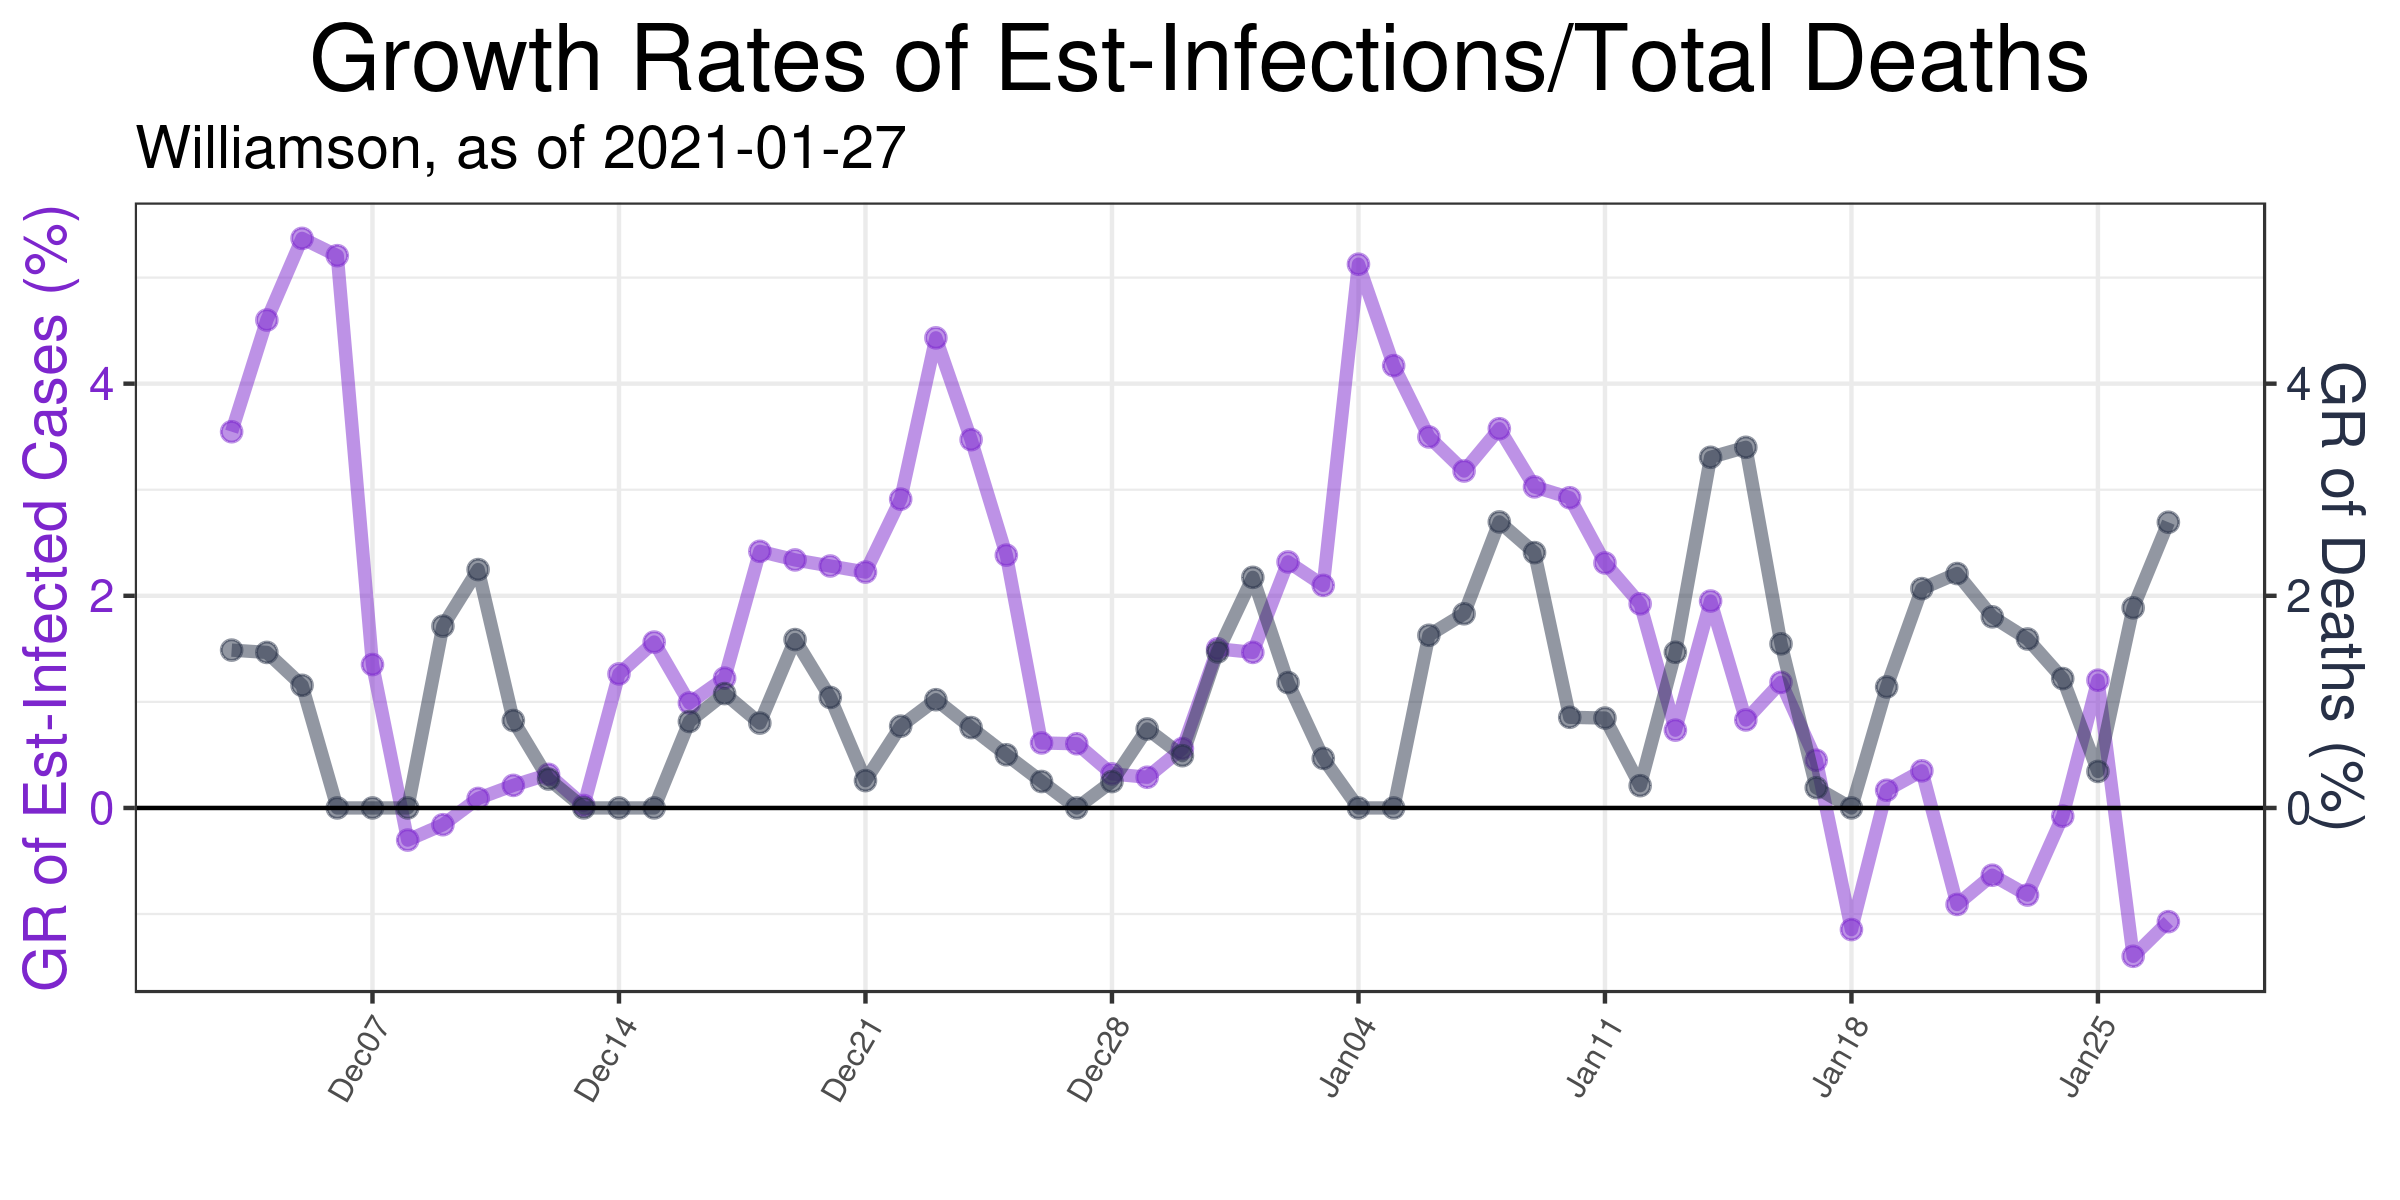 Growth Rates of Est-Infections/Total Deaths
Williamson, as of 2021-01-27
GR of Est-Infected Cases (%)
4
2
0
4
2
0
GR of Deaths (%)
Dec07
Dec14
Dec21
Dec28
Jan04
Jan11
Jan18
Jan25